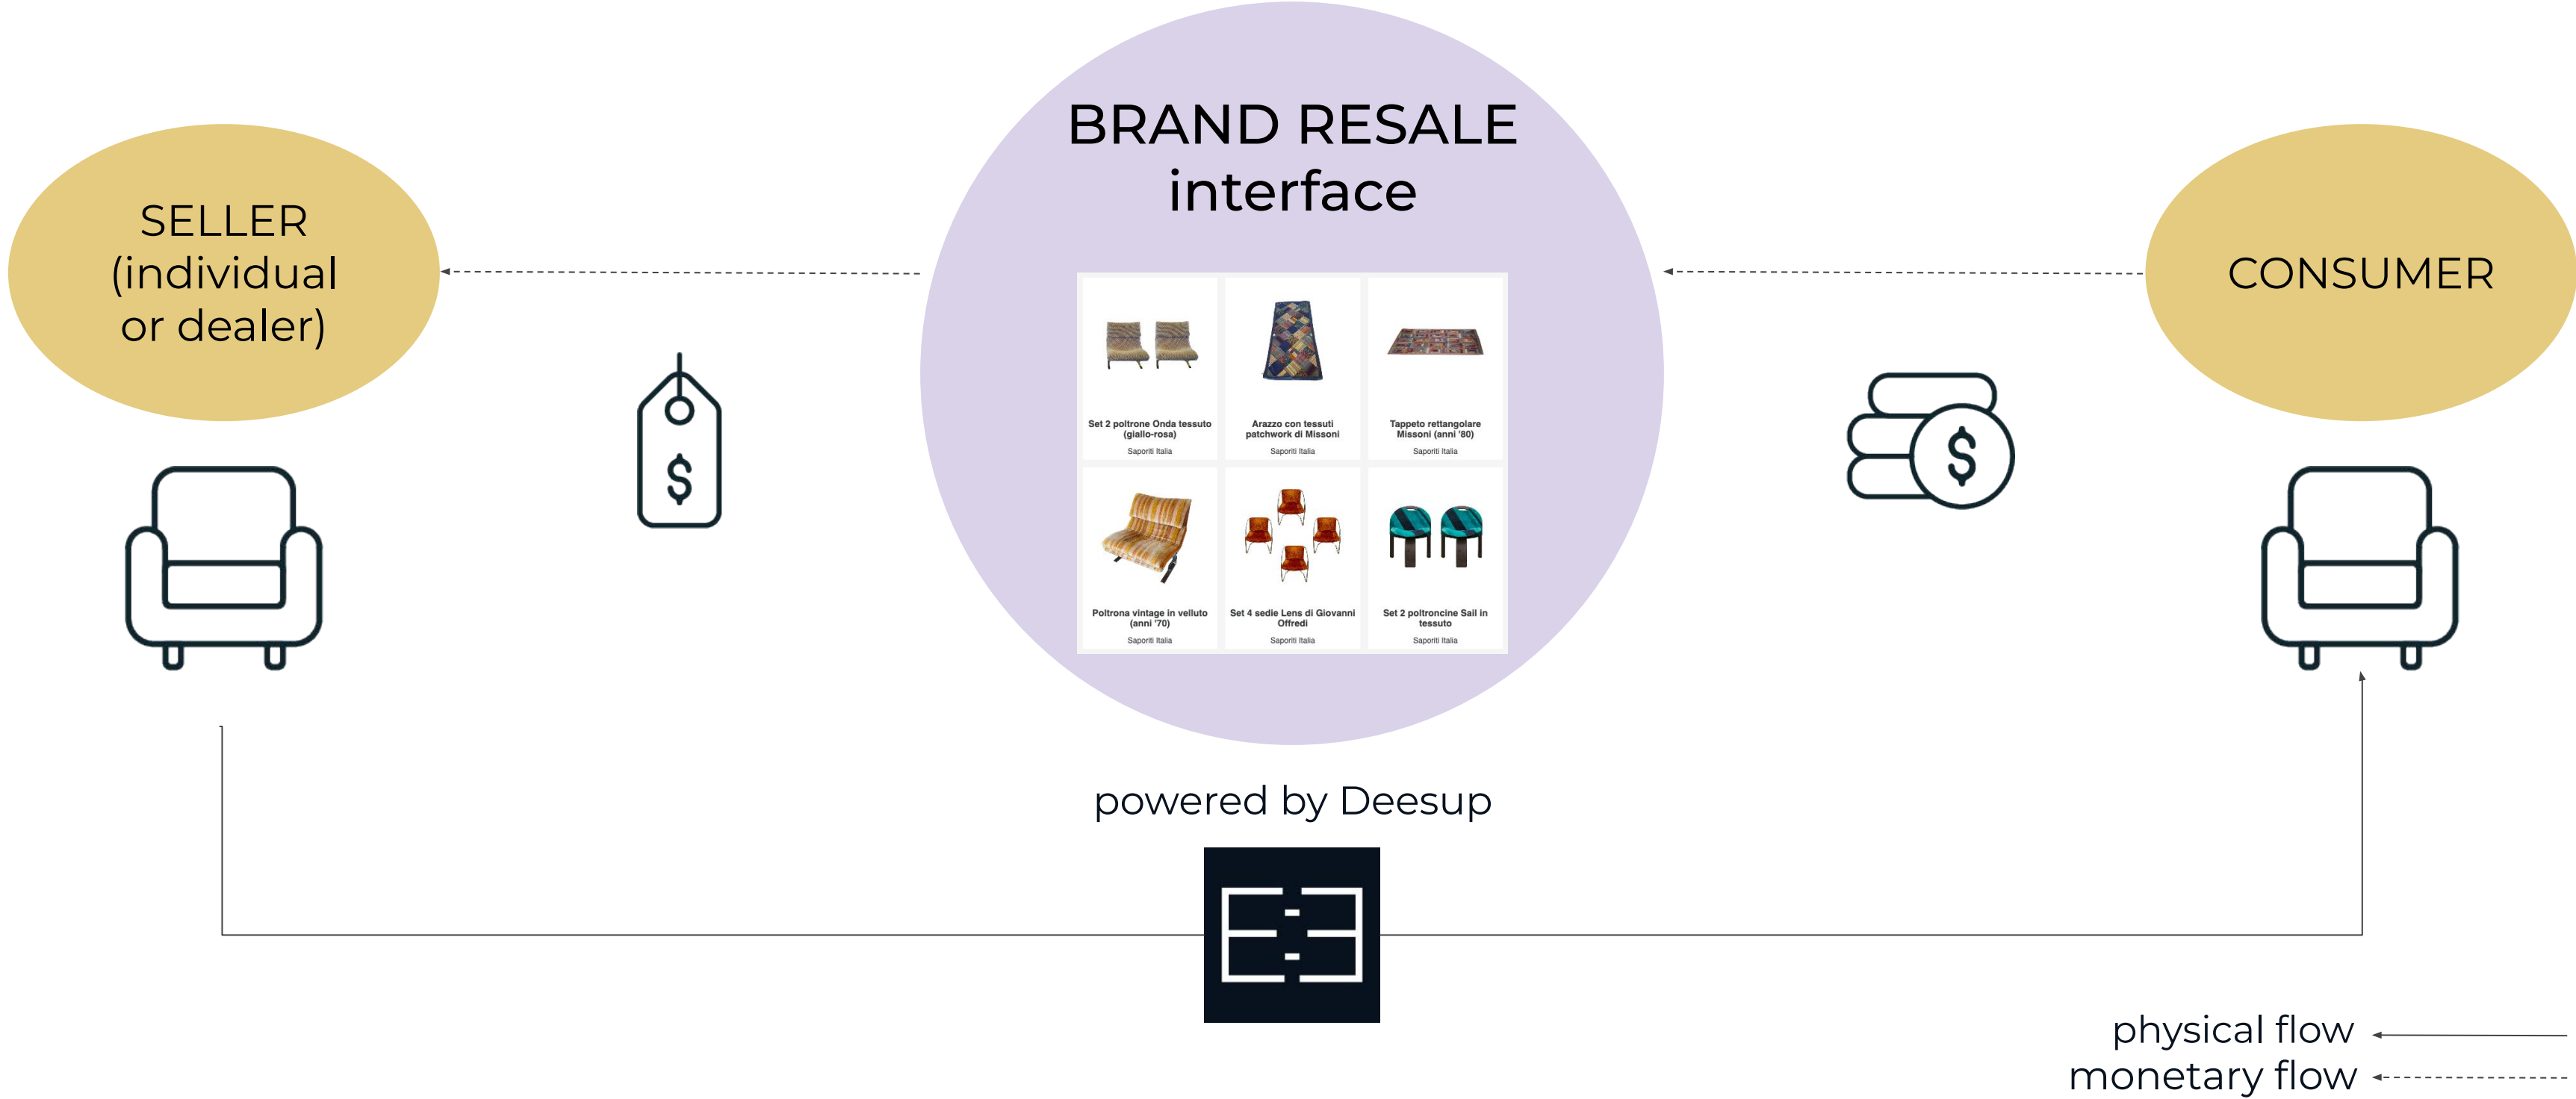 BRAND RESALE
interface
SELLER
(individual
or dealer)
CONSUMER
$
$
Set 2 poltrone Onda tessuto
(giallo-rosa)
Saporiti Italia
Arazzo con tessuti
patchwork di Missoni
Saporiti Italia
Tappeto rettangolare
Missoni (anni '80)
Saporiti Italia
Poltrona vintage in velluto
(anni '70)
Saporiti Italia
Set 4 sedie Lens di Giovanni
Offredi
Saporiti Italia
Set 2 poltroncine Sail in
tessuto
Saporiti Italia
powered by Deesup
physical flow
monetary flow